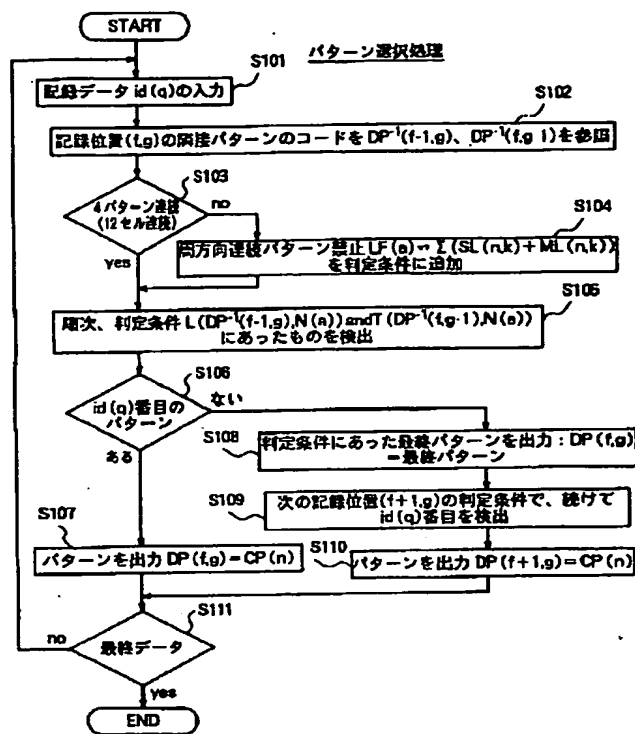 START
パターン選択処理
S101
記録データ id(q)の入力
S102
記録位置(f,g)の隣接パターンのコードを DP⁻¹(f-1,g)、DP⁻¹(f,g-1)を参照
S103
4パターン連続
(12セル連続)
no
yes
S104
両方向連続パターン禁止 LF(a)=Σ(SL(n,k)+ML(n,k))
を判定条件に追加
S105
順次、判定条件 L(DP⁻¹(f-1,g),N(a))andT(DP⁻¹(f,g-1),N(a))
にあったものを検出
S106
id(q)番目の
パターン
ない
ある
S108
判定条件にあった最終パターンを出力：DP(f,g)
=最終パターン
S109
次の記録位置(f+1,g)の判定条件で、続けて
id(q)番目を検出
S107
パターンを出力 DP(f,g)=CP(n)
S110
パターンを出力 DP(f+1,g)=CP(n)
S111
no
最終データ
yes
END